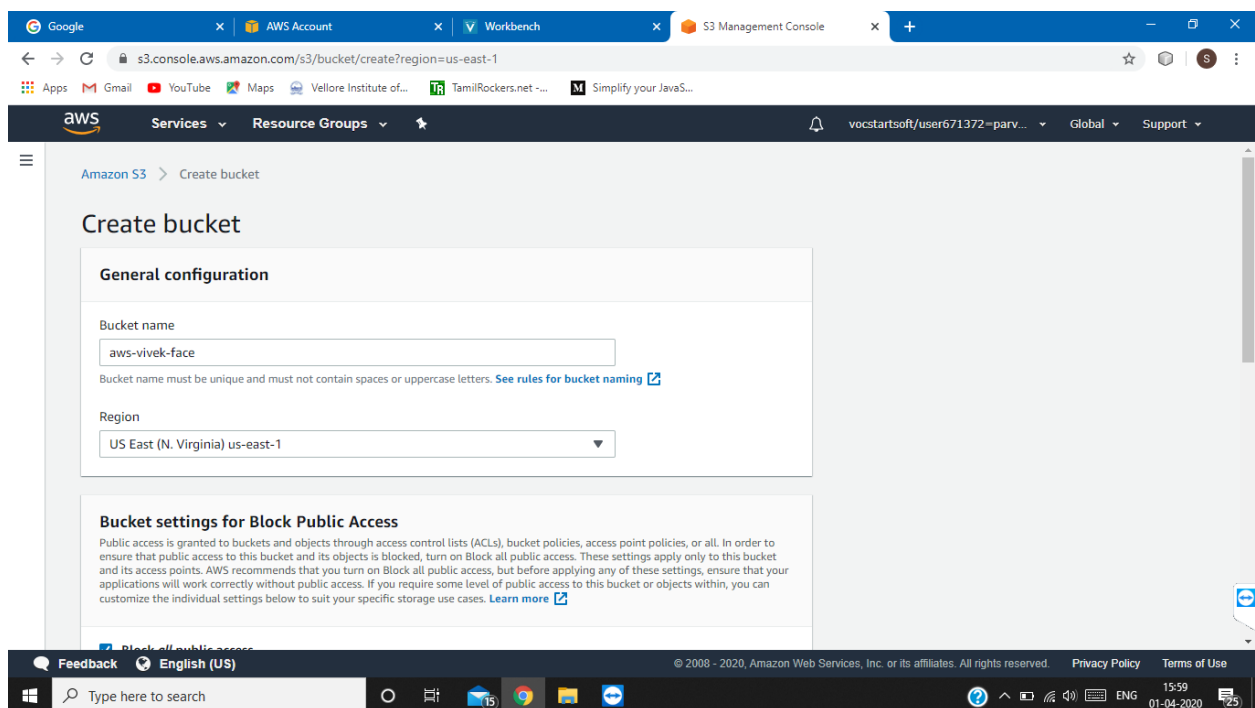 Google
AWS Account
Workbench
S3 Management Console
s3.console.aws.amazon.com/s3/bucket/create?region=us-east-1
S
Apps
Gmail
YouTube
Maps
Vellore Institute of...
TamilRockers.net -...
Simplify your JavaS...
aws
Services
Resource Groups
vocstartsoft/user671372=parv...
Global
Support
Amazon S3 > Create bucket
Create bucket
General configuration
Bucket name
aws-vivek-face
Bucket name must be unique and must not contain spaces or uppercase letters. See rules for bucket naming
Region
US East (N. Virginia) us-east-1
Bucket settings for Block Public Access
Public access is granted to buckets and objects through access control lists (ACLs), bucket policies, access point policies, or all. In order to
ensure that public access to this bucket and its objects is blocked, turn on Block all public access. These settings apply only to this bucket
and its access points. AWS recommends that you turn on Block all public access, but before applying any of these settings, ensure that your
applications will work correctly without public access. If you require some level of public access to this bucket or objects within, you can
customize the individual settings below to suit your specific storage use cases. Learn more
Block all public access
Feedback
English (US)
© 2008 - 2020, Amazon Web Services, Inc. or its affiliates. All rights reserved.
Privacy Policy
Terms of Use
Type here to search
15
ENG
15:59
01-04-2020
25